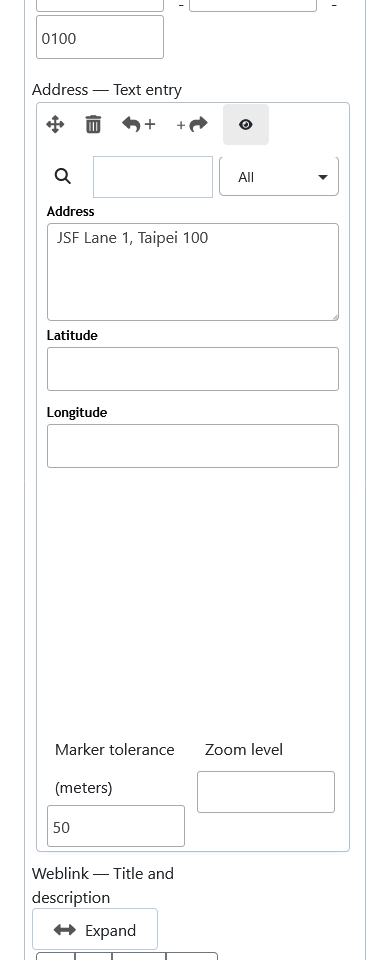 - -
0100
Address — Text entry
+ +
All
Address
JSF Lane 1, Taipei 100
Latitude
Longitude
Marker tolerance Zoom level
(meters)
50
Weblink — Title and
description
Expand